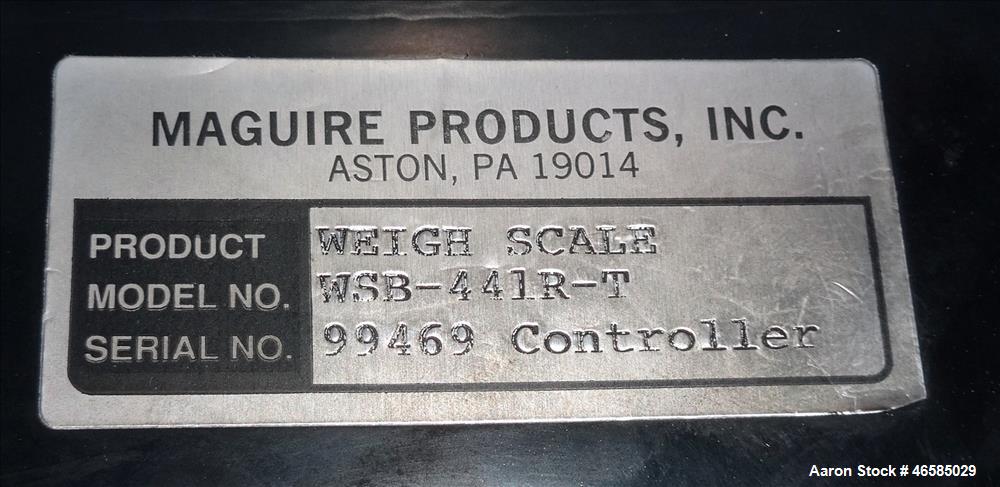 MAGUIRE PRODUCTS, INC.
ASTON, PA 19014
PRODUCT WEIGH SCALE
MODEL NO. WSB-441R-T
SERIAL NO. 99469 Controller
Aaron Stock # 46585029